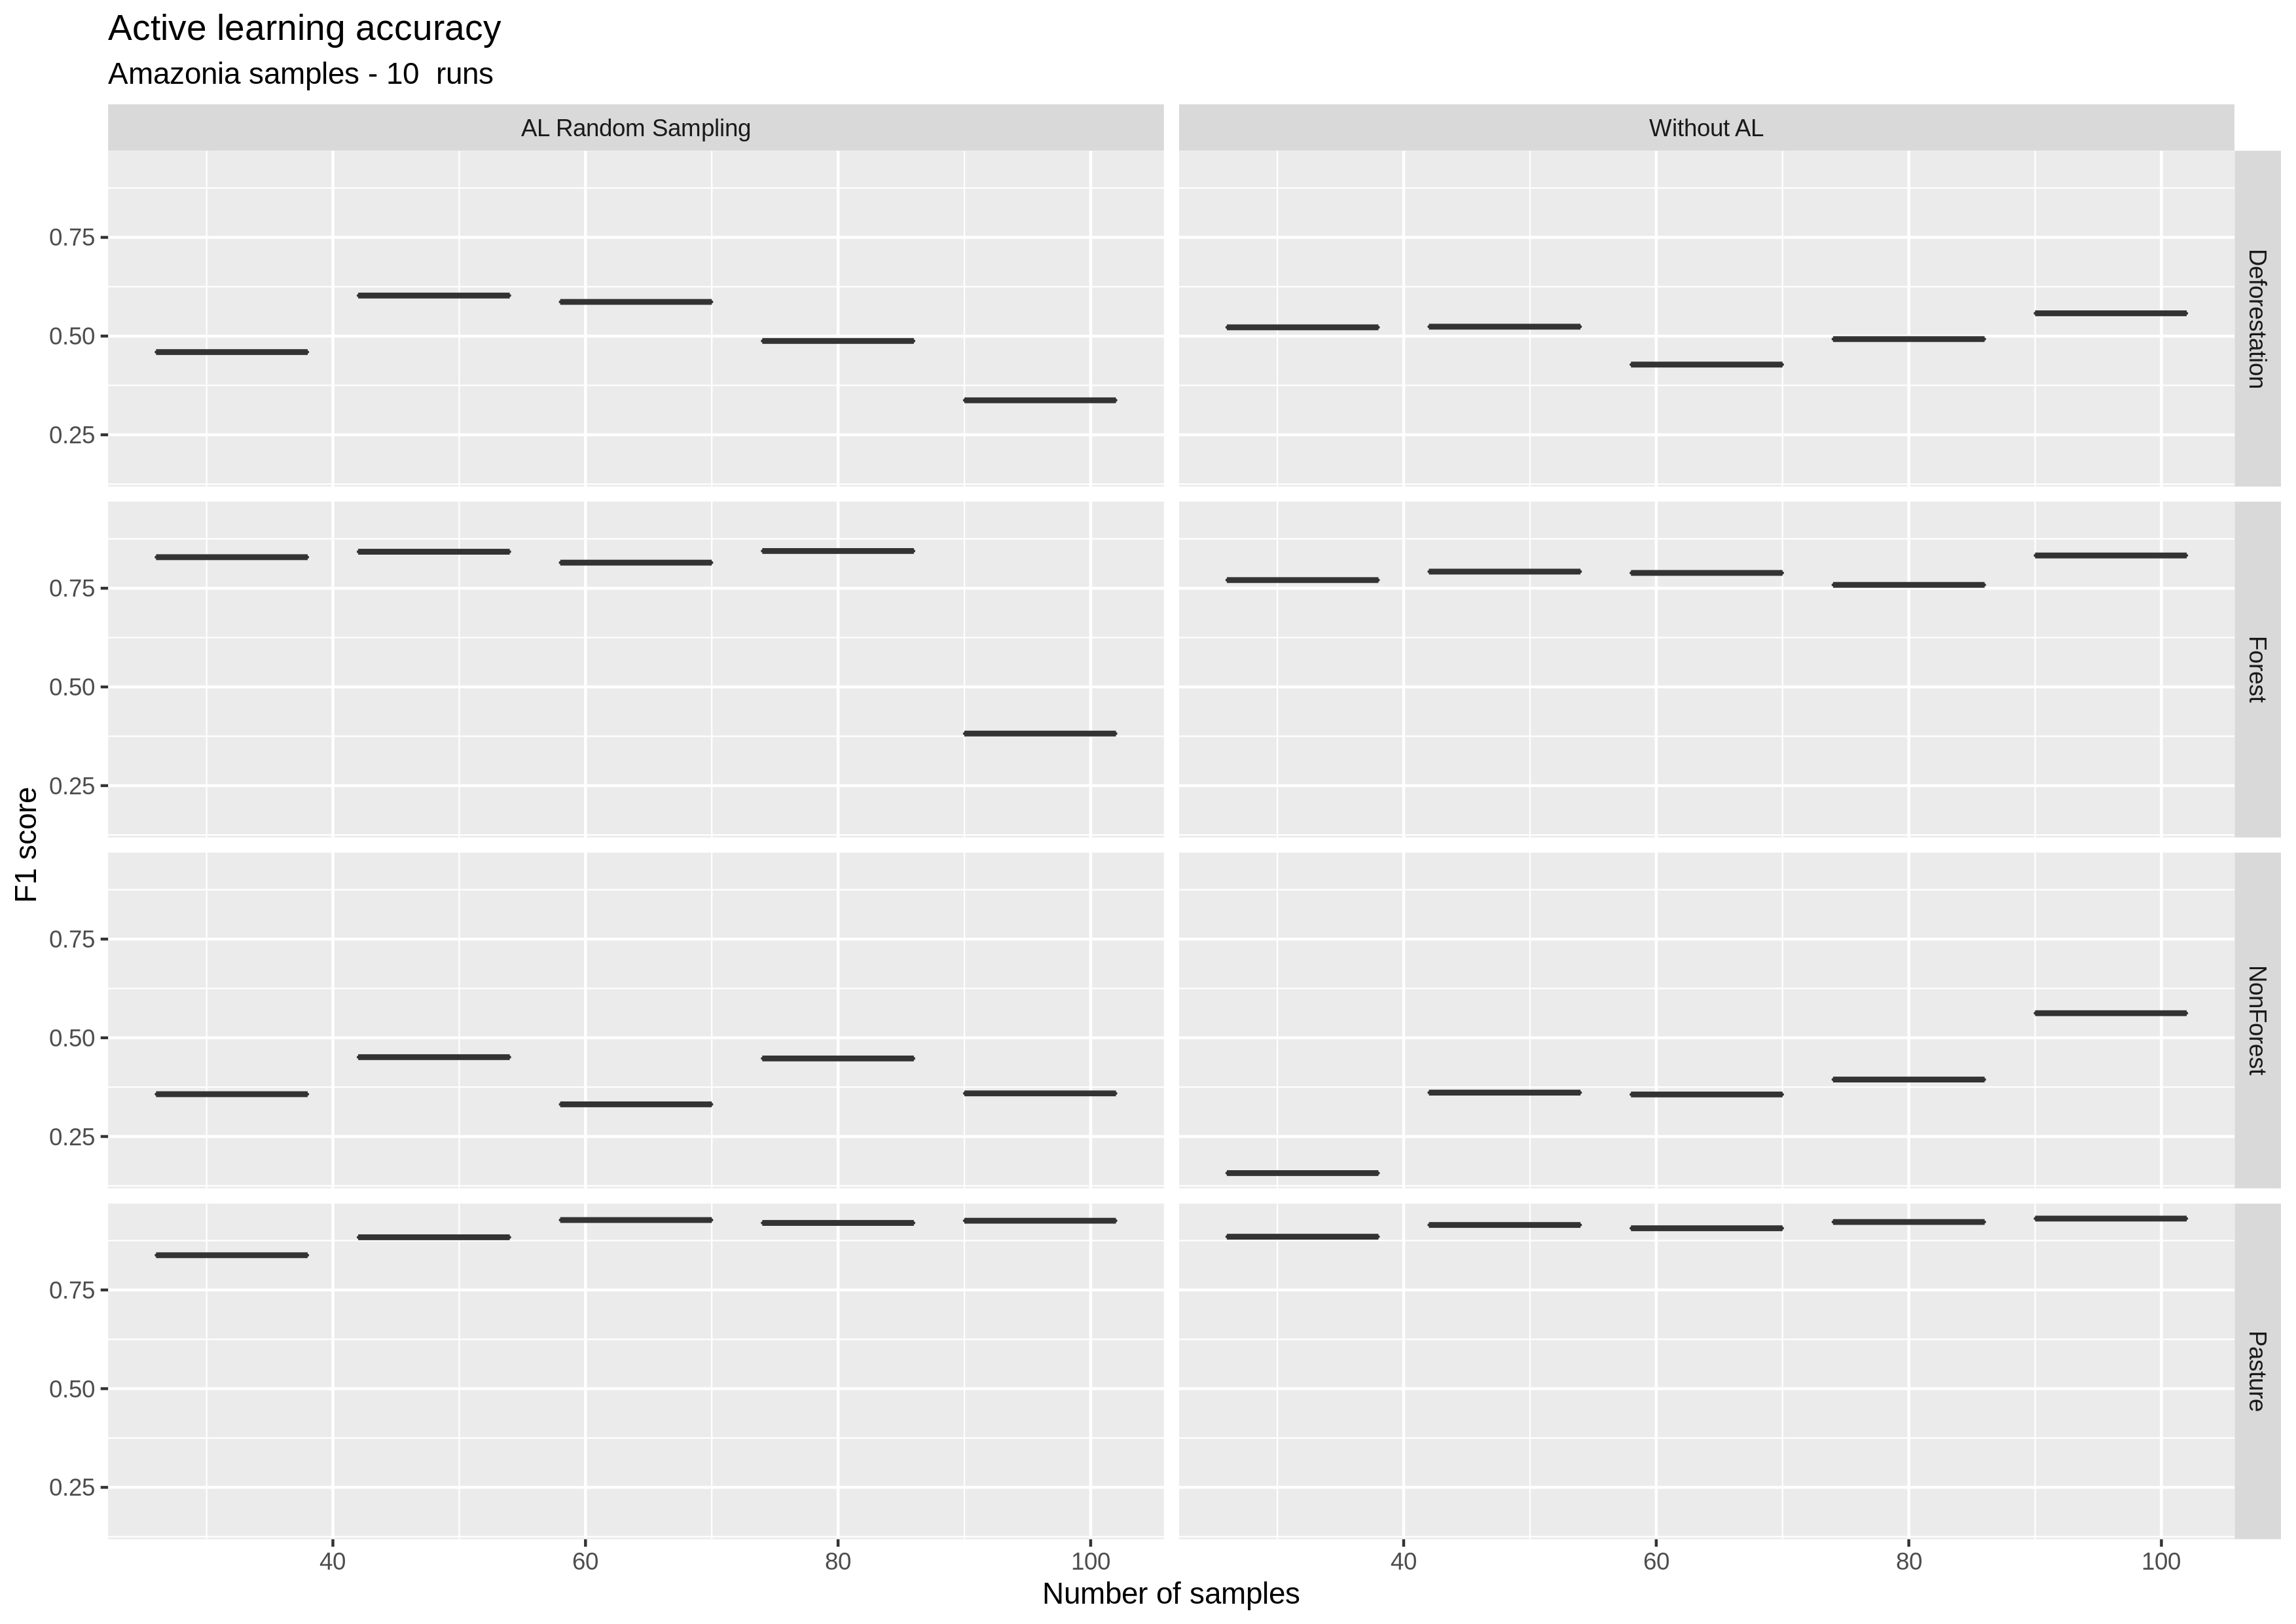 Active learning accuracy
Amazonia samples - 10  runs
AL Random Sampling
Without AL
0.75
0.50
0.25
Deforestation
0.75
0.50
0.25
Forest
0.75
0.50
0.25
NonForest
0.75
0.50
0.25
Pasture
F1 score
40 60 80 100
40 60 80 100
Number of samples